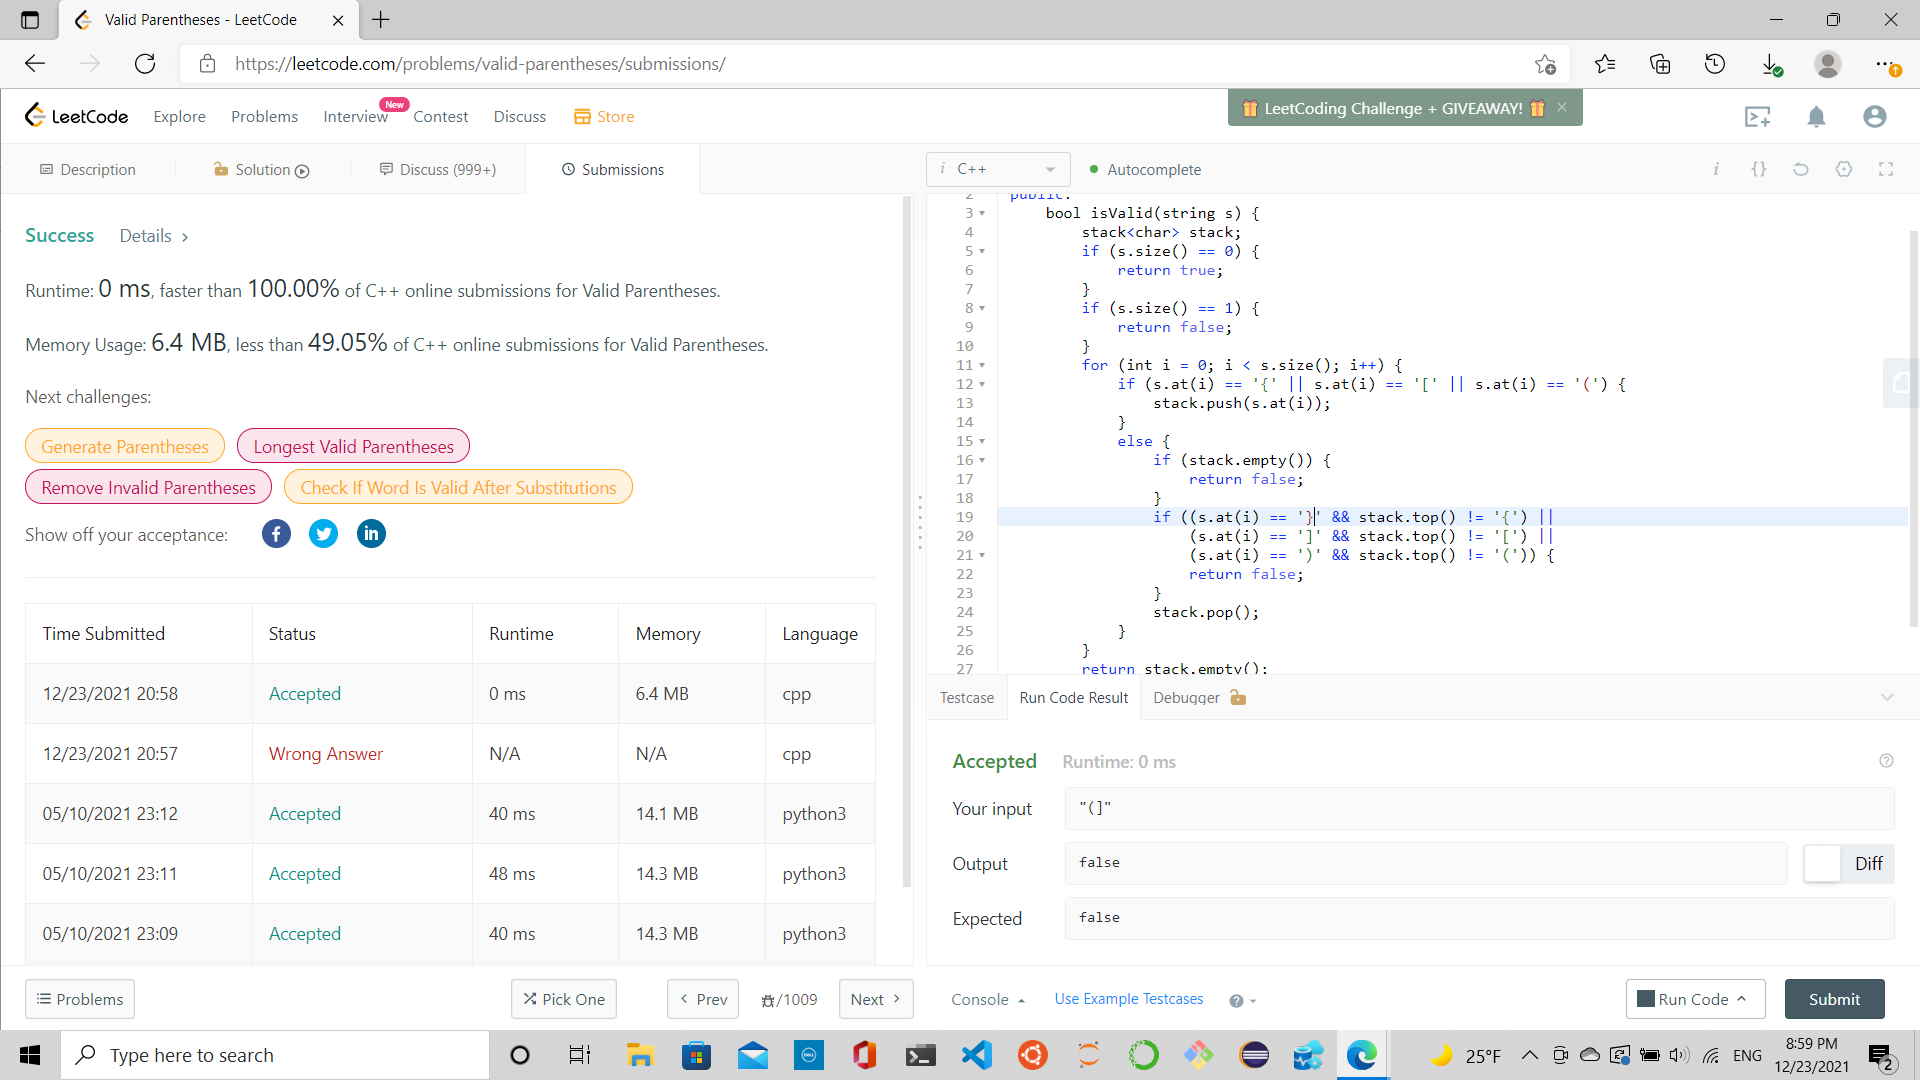 Valid Parentheses - LeetCode
https://leetcode.com/problems/valid-parentheses/submissions/
LeetCode Explore Problems Interview New Contest Discuss Store
LeetCoding Challenge + GIVEAWAY!
Description Solution Discuss (999+) Submissions
i C++ Autocomplete
Success Details
Runtime: 0 ms, faster than 100.00% of C++ online submissions for Valid Parentheses.
Memory Usage: 6.4 MB, less than 49.05% of C++ online submissions for Valid Parentheses.
Next challenges:
Generate Parentheses Longest Valid Parentheses
Remove Invalid Parentheses Check If Word Is Valid After Substitutions
Show off your acceptance:
Time Submitted Status Runtime Memory Language
12/23/2021 20:58 Accepted 0 ms 6.4 MB cpp
12/23/2021 20:57 Wrong Answer N/A N/A cpp
05/10/2021 23:12 Accepted 40 ms 14.1 MB python3
05/10/2021 23:11 Accepted 48 ms 14.3 MB python3
05/10/2021 23:09 Accepted 40 ms 14.3 MB python3
2 public:
3 bool isValid(string s) {
4 stack<char> stack;
5 if (s.size() == 0) {
6 return true;
7 }
8 if (s.size() == 1) {
9 return false;
10 }
11 for (int i = 0; i < s.size(); i++) {
12 if (s.at(i) == '{' || s.at(i) == '[' || s.at(i) == '(') {
13 stack.push(s.at(i));
14 }
15 else {
16 if (stack.empty()) {
17 return false;
18 }
19 if ((s.at(i) == '}' && stack.top() != '{') ||
20 (s.at(i) == ']' && stack.top() != '[') ||
21 (s.at(i) == ')' && stack.top() != '(')) {
22 return false;
23 }
24 stack.pop();
25 }
26 }
27 return stack.empty();
Testcase Run Code Result Debugger
Accepted Runtime: 0 ms
Your input "(]"
Output false Diff
Expected false
Problems Pick One Prev /1009 Next Console Use Example Testcases Run Code Submit
Type here to search
25°F ENG 8:59 PM
12/23/2021 2